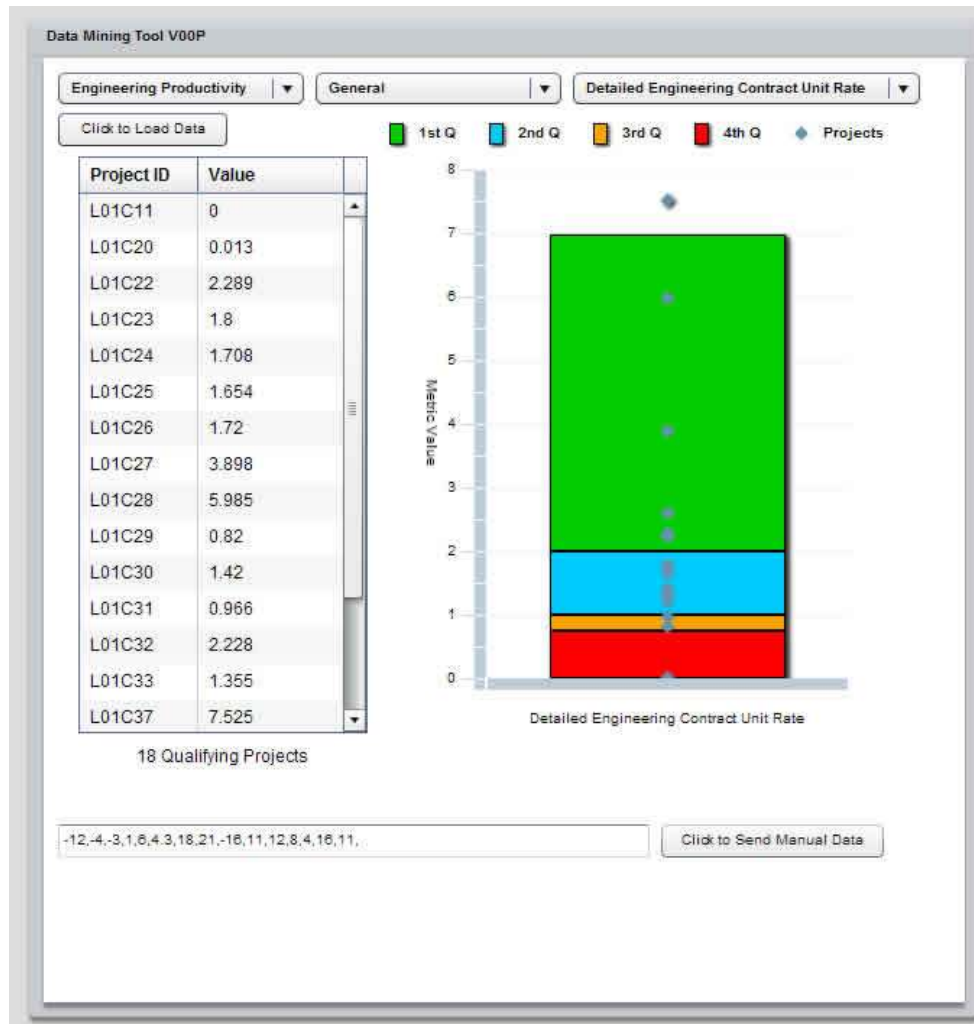 Data Mining Tool V00P
Engineering Productivity
General
Detailed Engineering Contract Unit Rate
Click to Load Data
1st Q
2nd Q
3rd Q
4th Q
Projects
Project ID Value
L01C11 0
L01C20 0.013
L01C22 2.289
L01C23 1.8
L01C24 1.708
L01C25 1.654
L01C26 1.72
L01C27 3.898
L01C28 5.985
L01C29 0.82
L01C30 1.42
L01C31 0.966
L01C32 2.228
L01C33 1.355
L01C37 7.525
18 Qualifying Projects
8
7
6
5
4
3
2
1
0
Metric Value
Detailed Engineering Contract Unit Rate
-12,-4,-3,1,6,4.3,18,21,-16,11,12,8,4,16,11,
Click to Send Manual Data